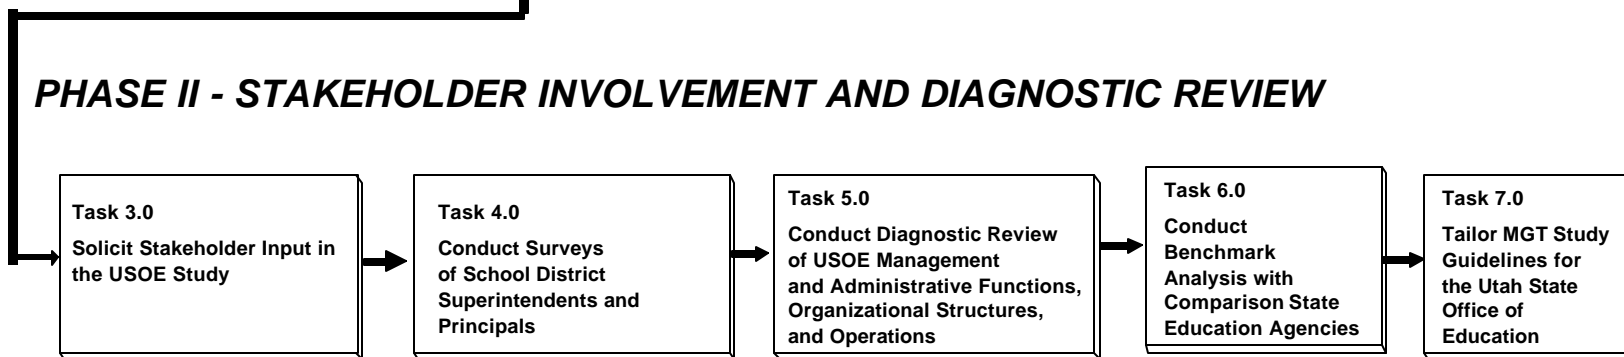 PHASE II - STAKEHOLDER INVOLVEMENT AND DIAGNOSTIC REVIEW
Task 3.0
Solicit Stakeholder Input in
the USOE Study
Task 4.0
Conduct Surveys
of School District
Superintendents and
Principals
Task 5.0
Conduct Diagnostic Review
of USOE Management
and Administrative Functions,
Organizational Structures,
and Operations
Task 6.0
Conduct
Benchmark
Analysis with
Comparison State
Education Agencies
Task 7.0
Tailor MGT Study
Guidelines for
the Utah State
Office of
Education